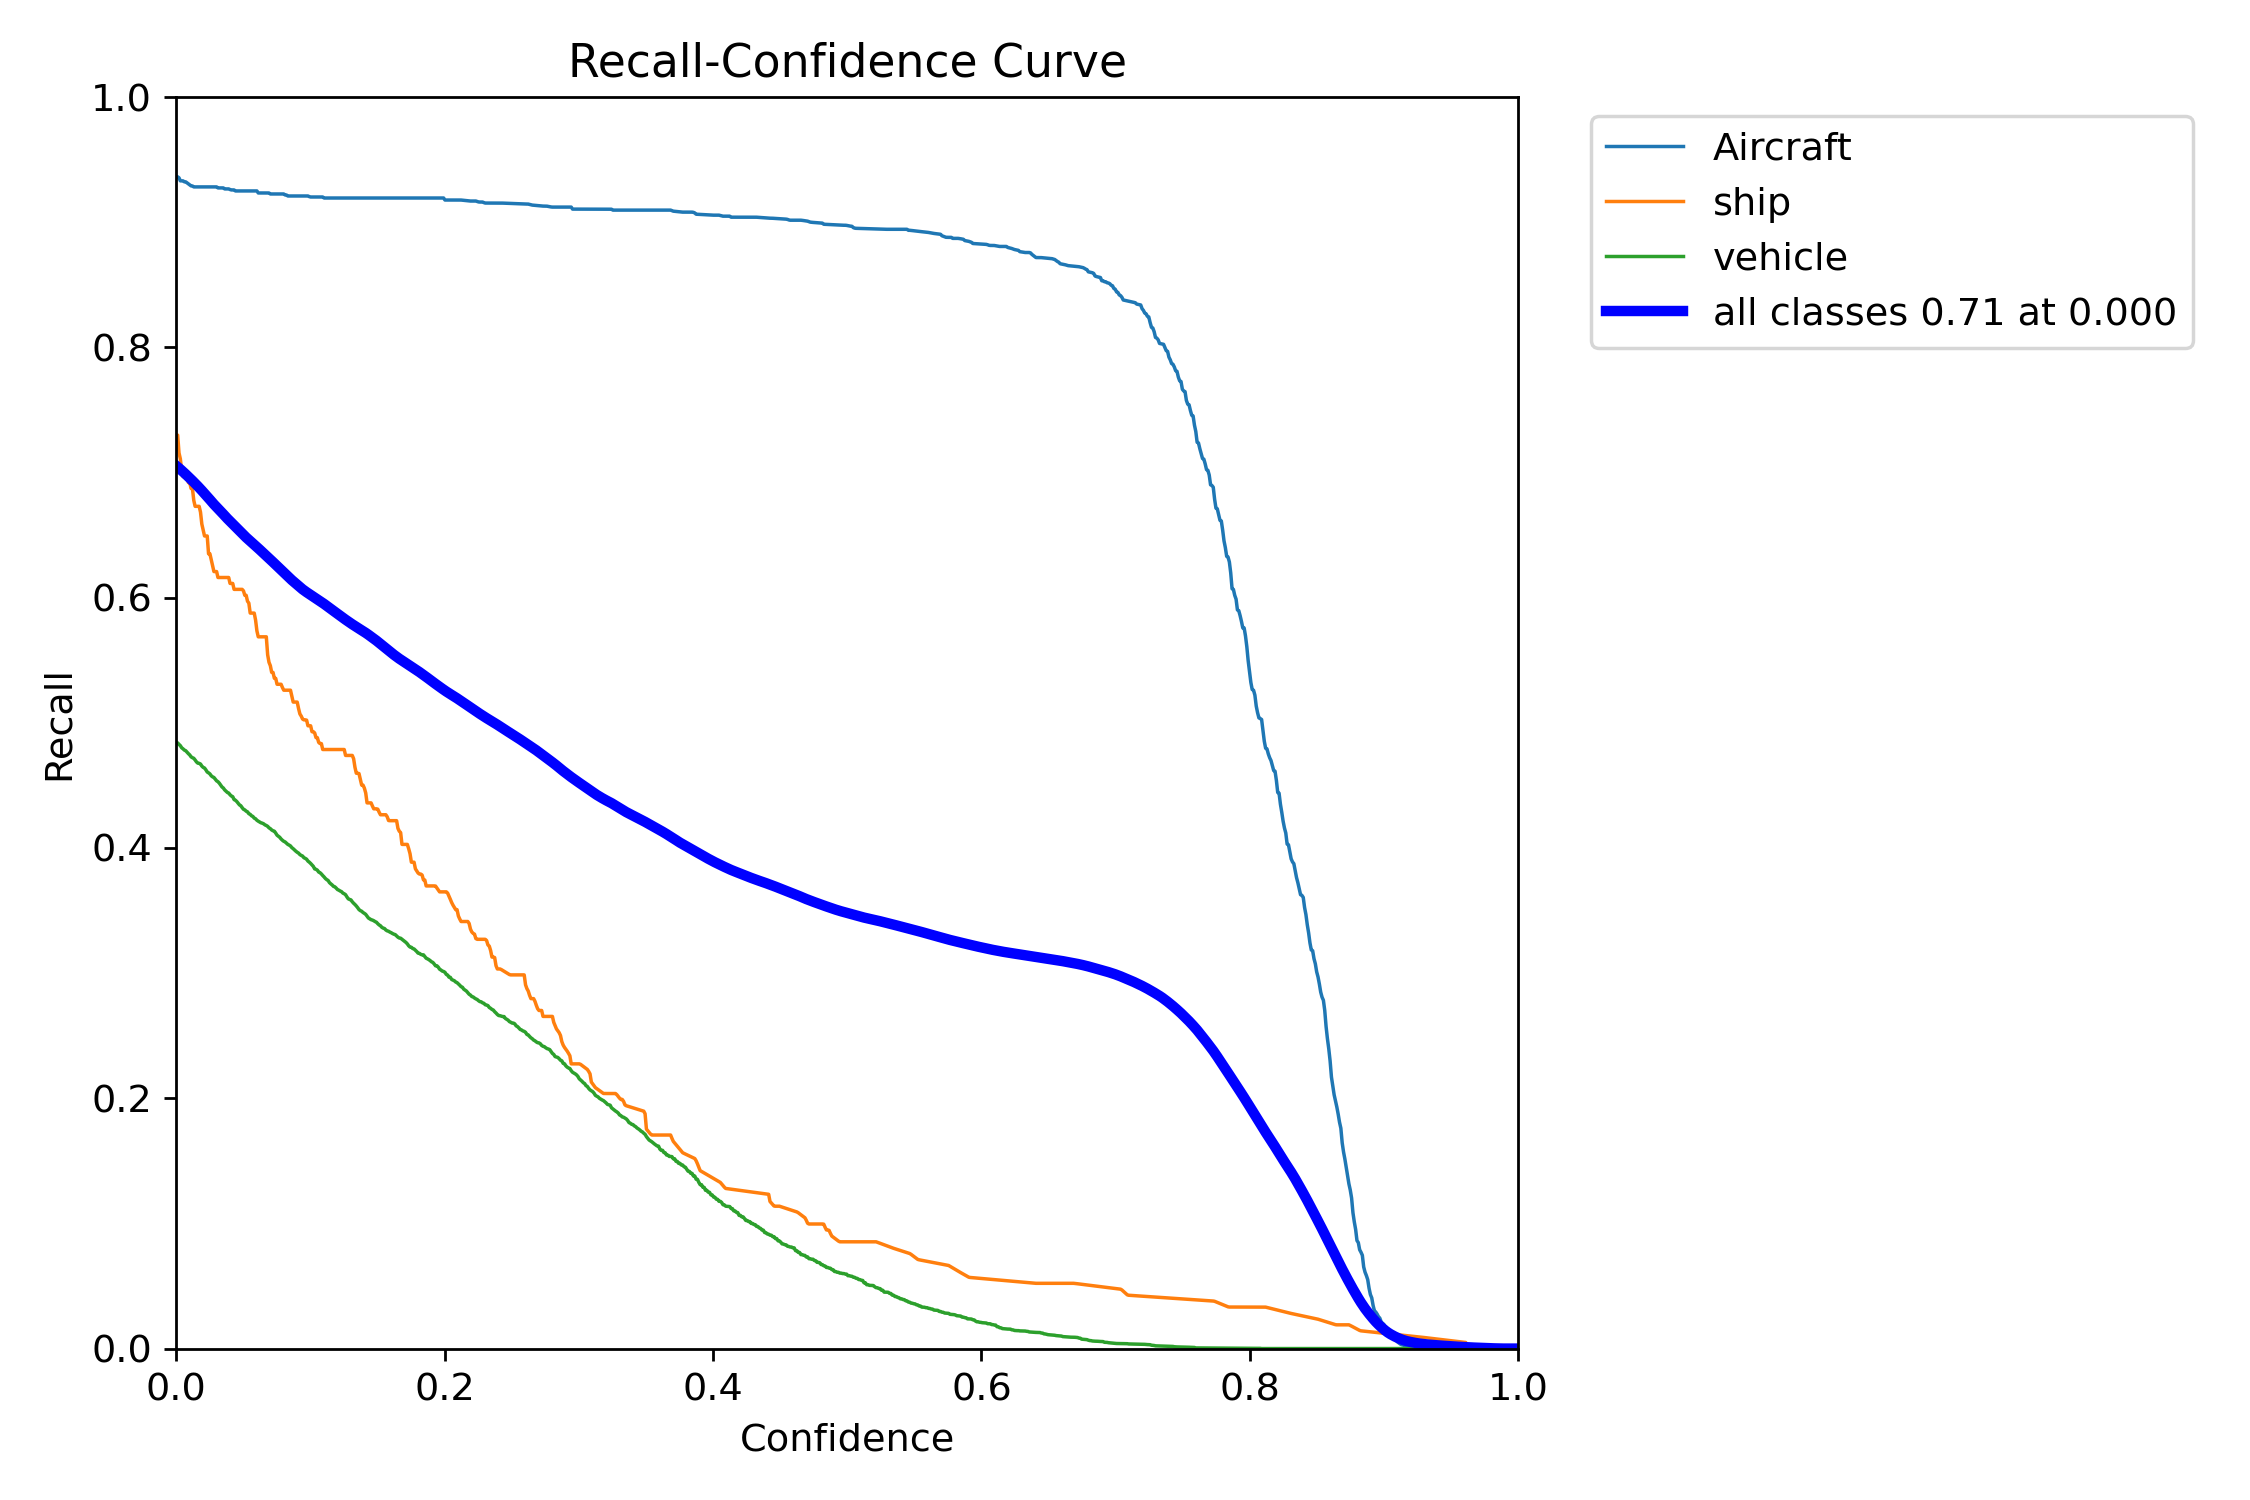 Recall-Confidence Curve
1.0
0.8
0.6
0.4
0.2
0.0
Recall
0.0 0.2 0.4 0.6 0.8 1.0
Confidence
Aircraft
ship
vehicle
all classes 0.71 at 0.000